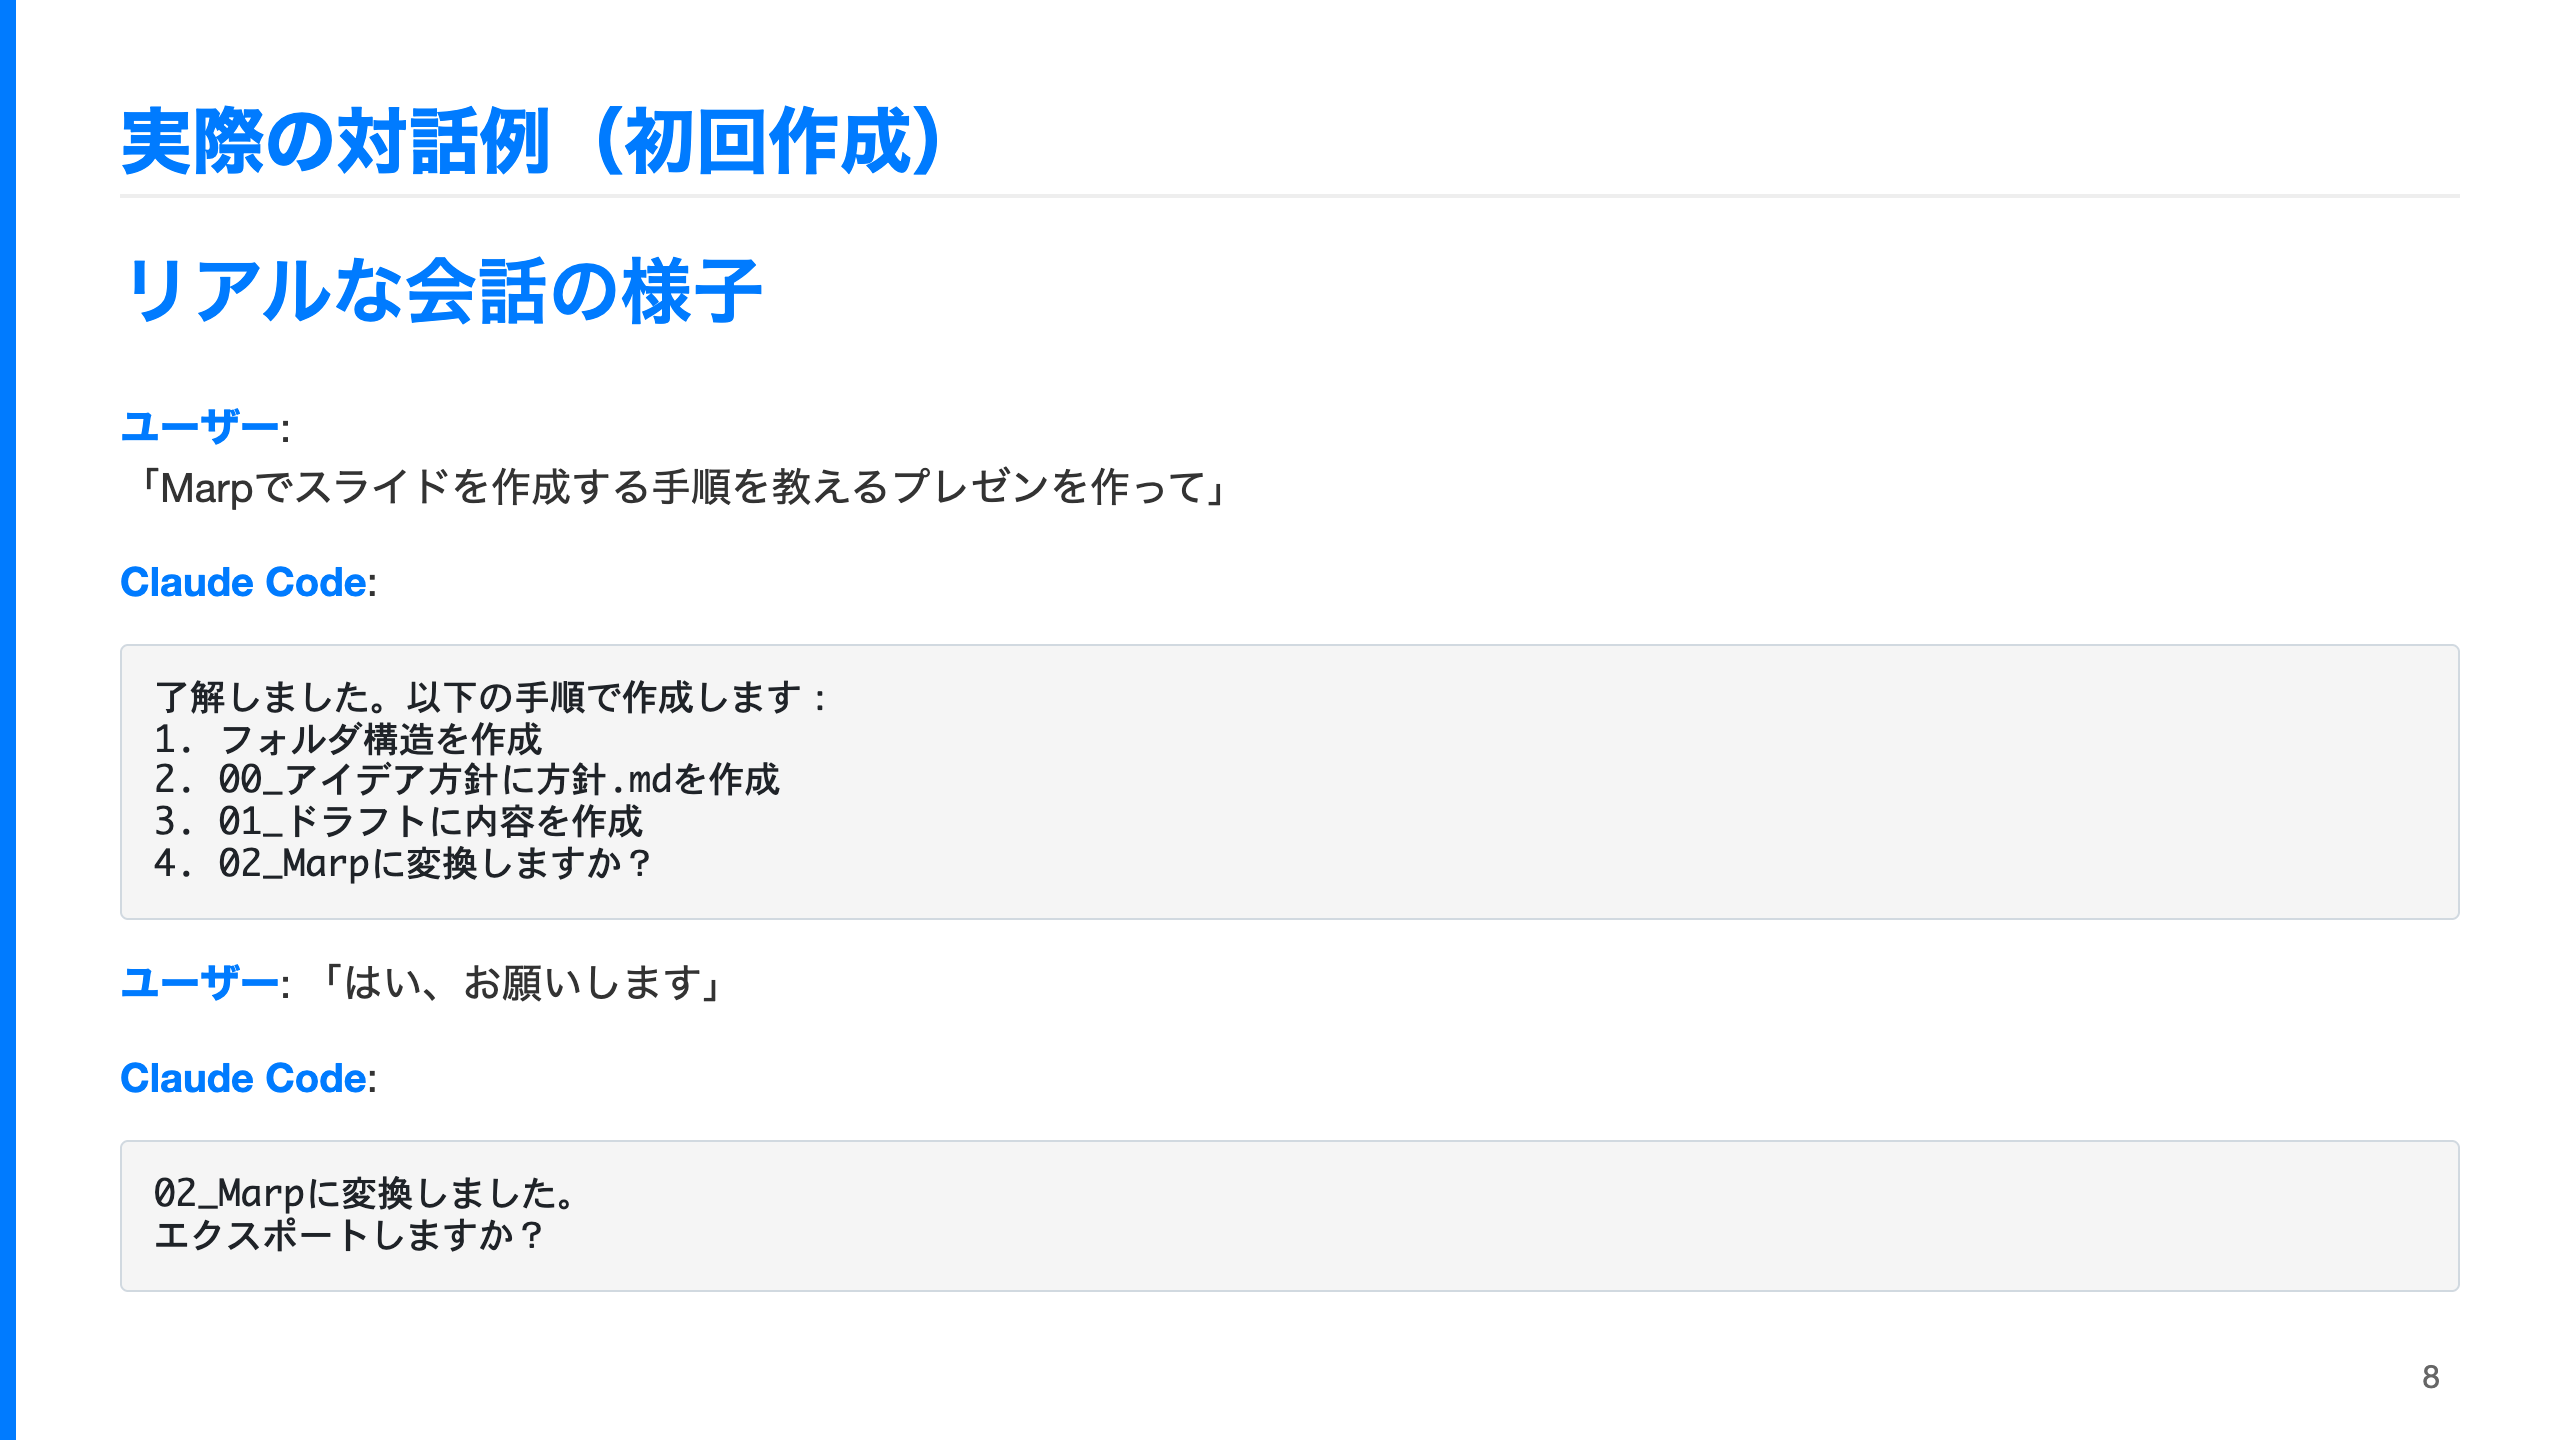 実際の対話例（初回作成）
リアルな会話の様子
ユーザー:
「Marpでスライドを作成する手順を教えるプレゼンを作って」
Claude Code:
了解しました。以下の手順で作成します：
1. フォルダ構造を作成
2. 00_アイデア方針に方針.mdを作成
3. 01_ドラフトに内容を作成
4. 02_Marpに変換しますか？
ユーザー: 「はい、お願いします」
Claude Code:
02_Marpに変換しました。
エクスポートしますか？
8